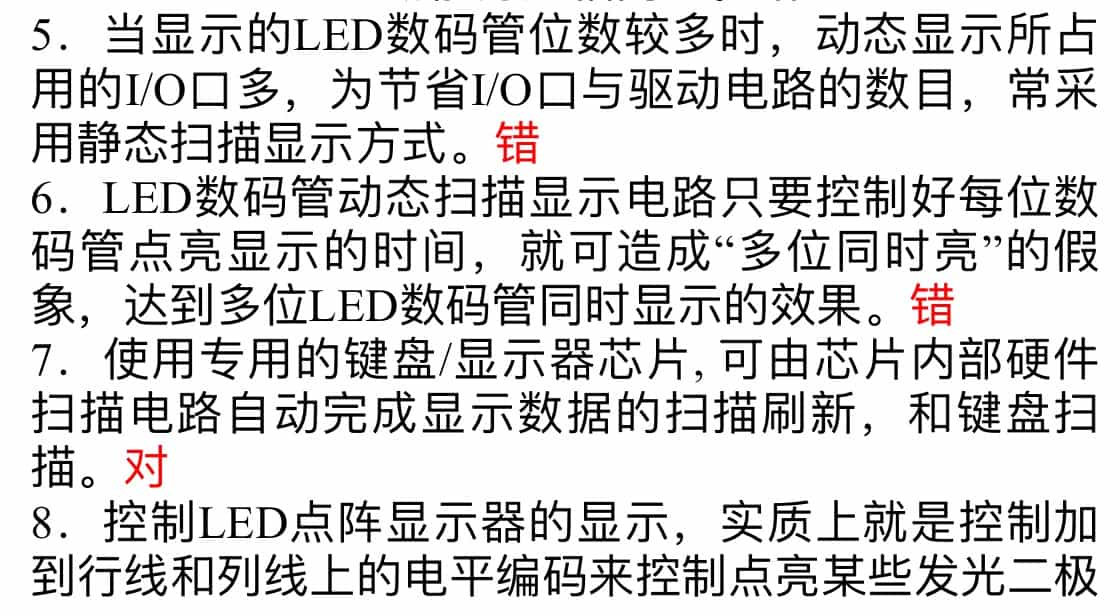 5．当显示的LED数码管位数较多时，动态显示所占
用的I/O口多，为节省I/O口与驱动电路的数目，常采
用静态扫描显示方式。错
6．LED数码管动态扫描显示电路只要控制好每位数
码管点亮显示的时间，就可造成“多位同时亮”的假
象，达到多位LED数码管同时显示的效果。错
7．使用专用的键盘/显示器芯片, 可由芯片内部硬件
扫描电路自动完成显示数据的扫描刷新，和键盘扫
描。对
8．控制LED点阵显示器的显示，实质上就是控制加
到行线和列线上的电平编码来控制点亮某些发光二极